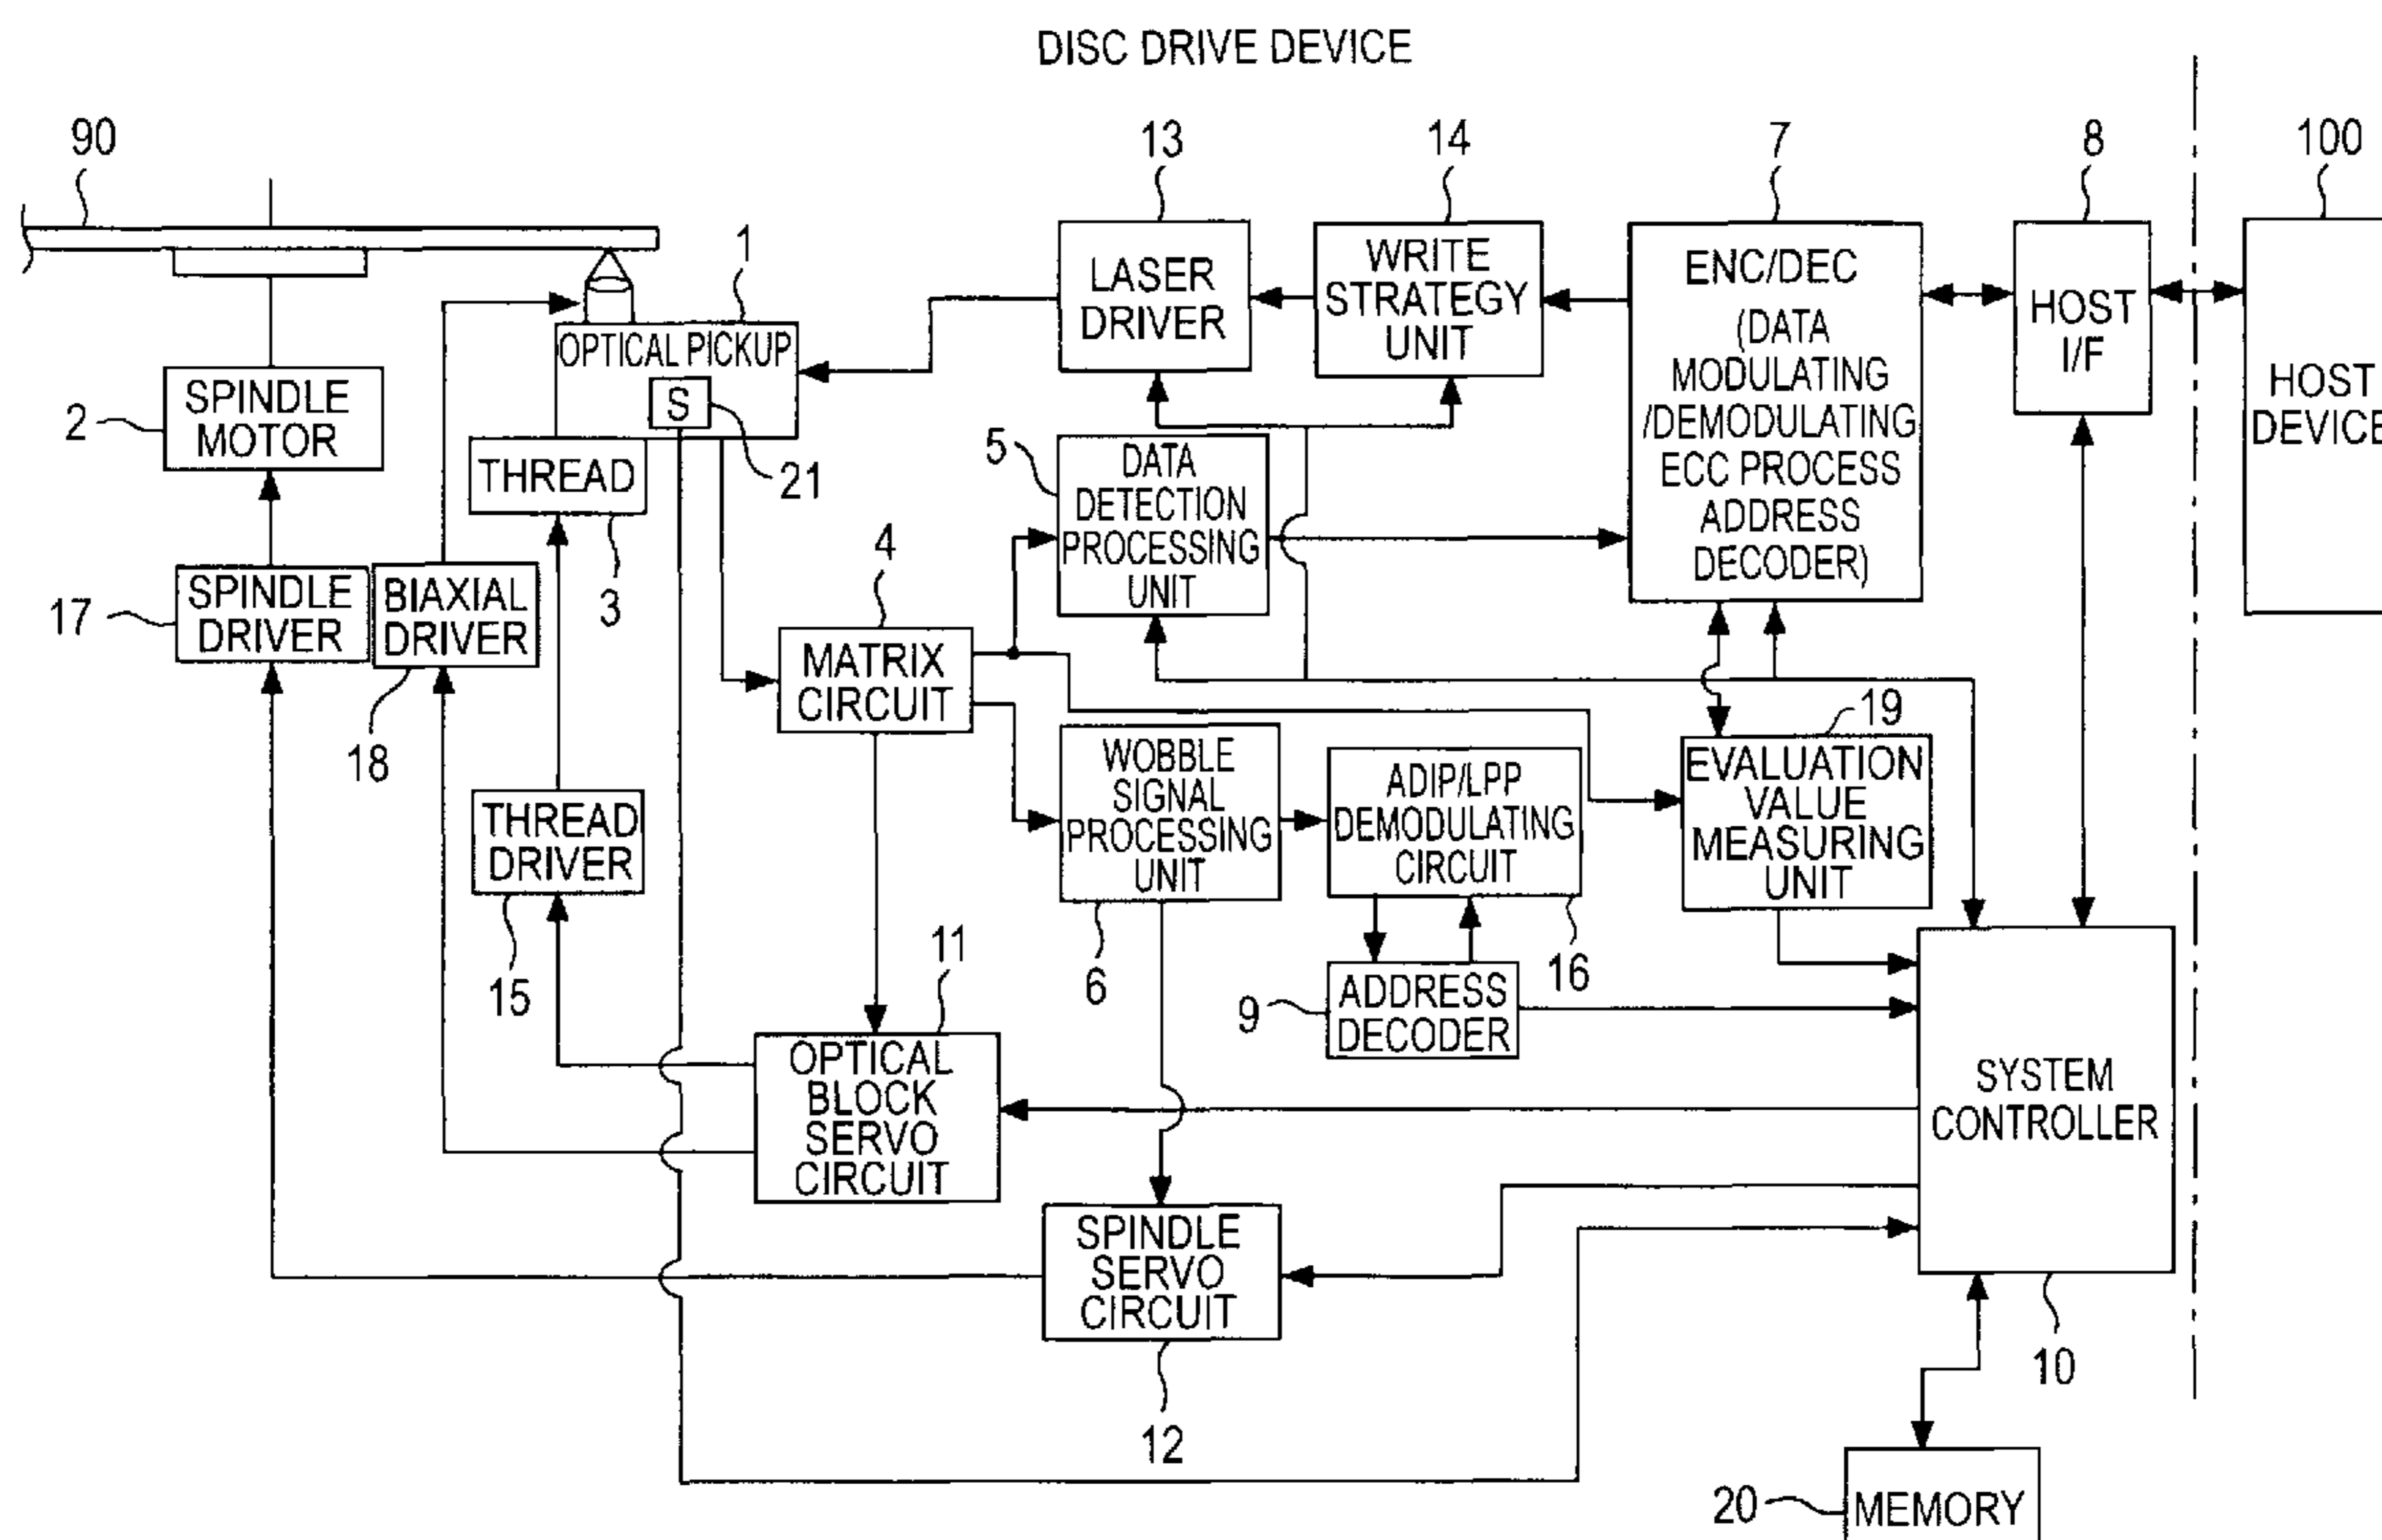 DISC DRIVE DEVICE
90
13
14
7
8
100
1
LASER
DRIVER
WRITE
STRATEGY
UNIT
ENC/DEC
(DATA
MODULATING
/DEMODULATING
ECC PROCESS
ADDRESS
DECODER)
HOST
I/F
HOST
DEVICE
OPTICAL PICKUP
S
21
2
SPINDLE
MOTOR
THREAD
3
5
DATA
DETECTION
PROCESSING
UNIT
17
SPINDLE
DRIVER
BIAXIAL
DRIVER
18
4
MATRIX
CIRCUIT
19
EVALUATION
VALUE
MEASURING
UNIT
WOBBLE
SIGNAL
PROCESSING
UNIT
6
ADIP/LPP
DEMODULATING
CIRCUIT
16
THREAD
DRIVER
15
11
9
ADDRESS
DECODER
OPTICAL
BLOCK
SERVO
CIRCUIT
SYSTEM
CONTROLLER
10
SPINDLE
SERVO
CIRCUIT
12
20
MEMORY